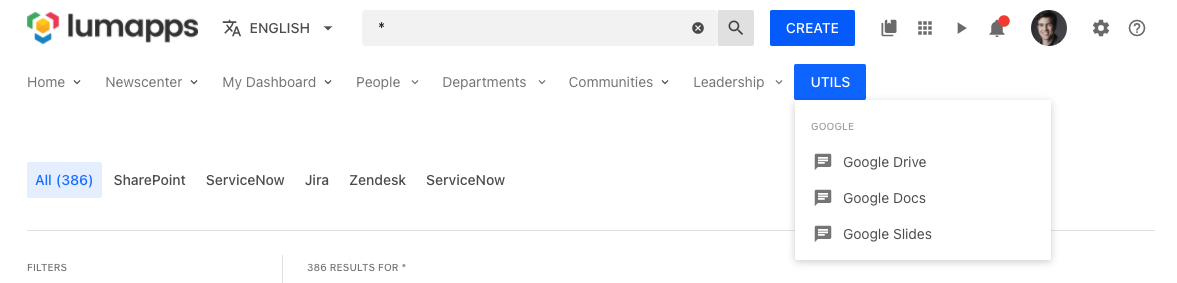 lumapps
ENGLISH
*
CREATE
Home
Newscenter
My Dashboard
People
Departments
Communities
Leadership
UTILS
GOOGLE
Google Drive
Google Docs
Google Slides
All (386)
SharePoint
ServiceNow
Jira
Zendesk
ServiceNow
FILTERS
386 RESULTS FOR *